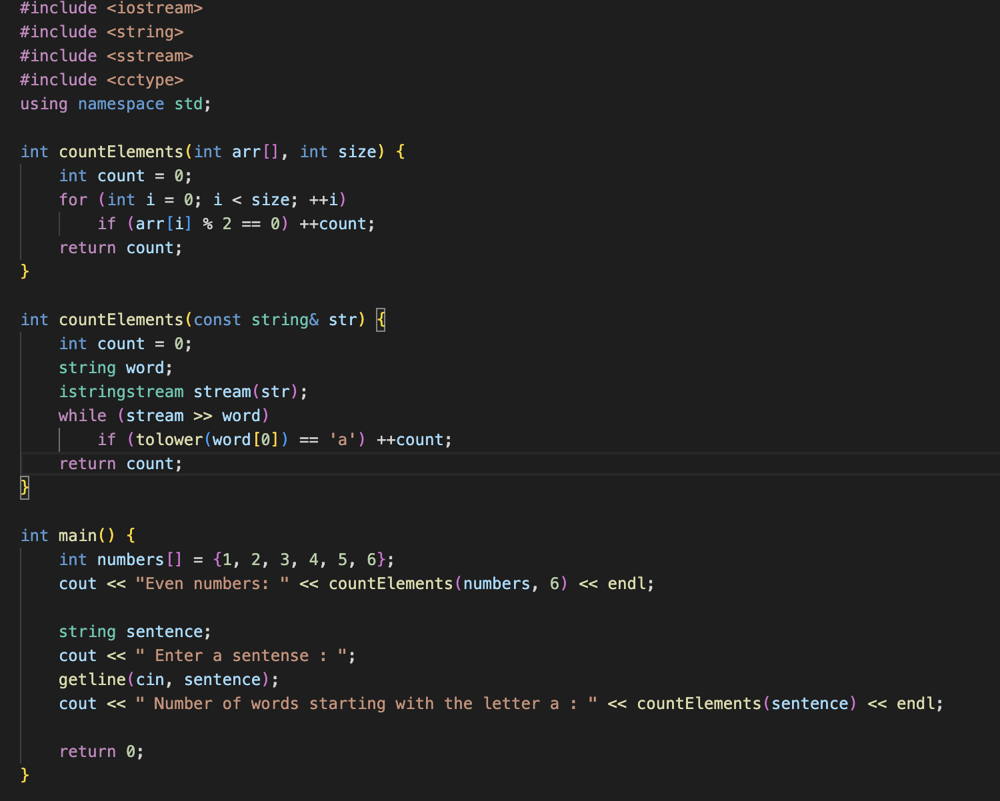 #include <iostream>
#include <string>
#include <sstream>
#include <cctype>
using namespace std;

int countElements(int arr[], int size) {
    int count = 0;
    for (int i = 0; i < size; ++i)
        if (arr[i] % 2 == 0) ++count;
    return count;
}

int countElements(const string& str) {
    int count = 0;
    string word;
    istringstream stream(str);
    while (stream >> word)
        if (tolower(word[0]) == 'a') ++count;
    return count;
}

int main() {
    int numbers[] = {1, 2, 3, 4, 5, 6};
    cout << "Even numbers: " << countElements(numbers, 6) << endl;

    string sentence;
    cout << " Enter a sentense : ";
    getline(cin, sentence);
    cout << " Number of words starting with the letter a : " << countElements(sentence) << endl;

    return 0;
}